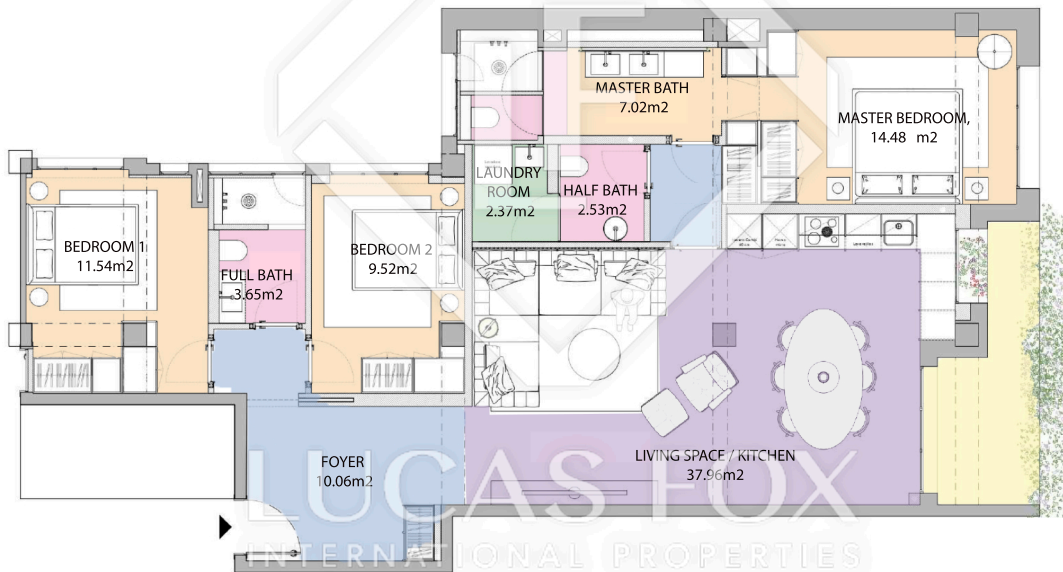 MASTER BATH
7.02m2
MASTER BEDROOM,
14.48 m2
LAUNDRY
ROOM
2.37m2
HALF BATH
2.53m2
BEDROOM 1
11.54m2
FULL BATH
3.65m2
BEDROOM 2
9.52m2
FOYER
10.06m2
LIVING SPACE / KITCHEN
37.96m2
LUCAS FOX
INTERNATIONAL PROPERTIES